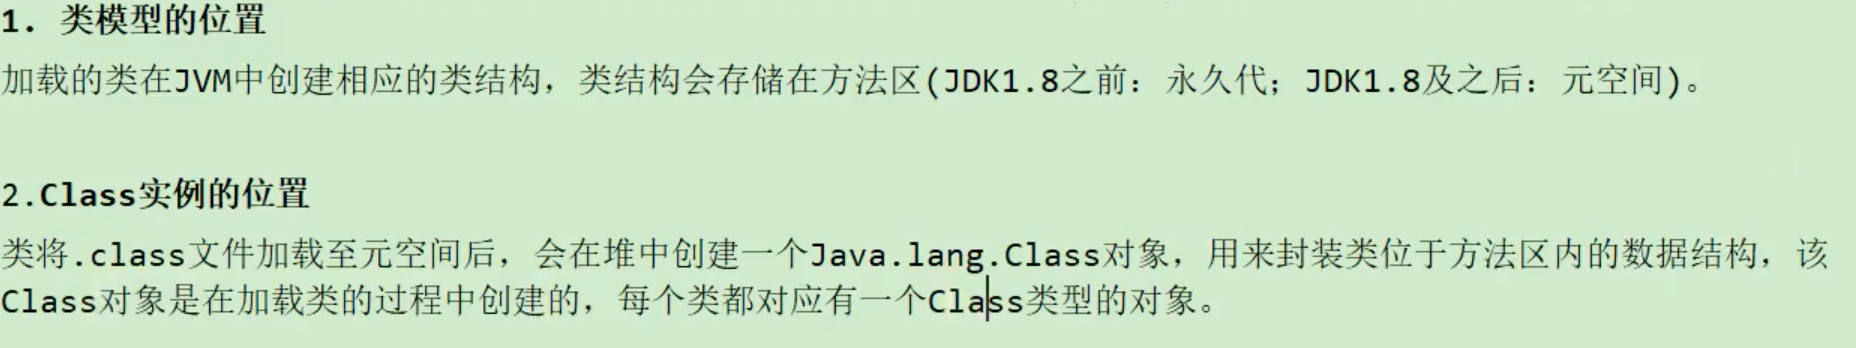 1. 类模型的位置
加载的类在JVM中创建相应的类结构，类结构会存储在方法区(JDK1.8之前：永久代；JDK1.8及之后：元空间)。
2.Class实例的位置
类将.class文件加载至元空间后，会在堆中创建一个Java.lang.Class对象，用来封装类位于方法区内的数据结构，该
Class对象是在加载类的过程中创建的，每个类都对应有一个Class类型的对象。